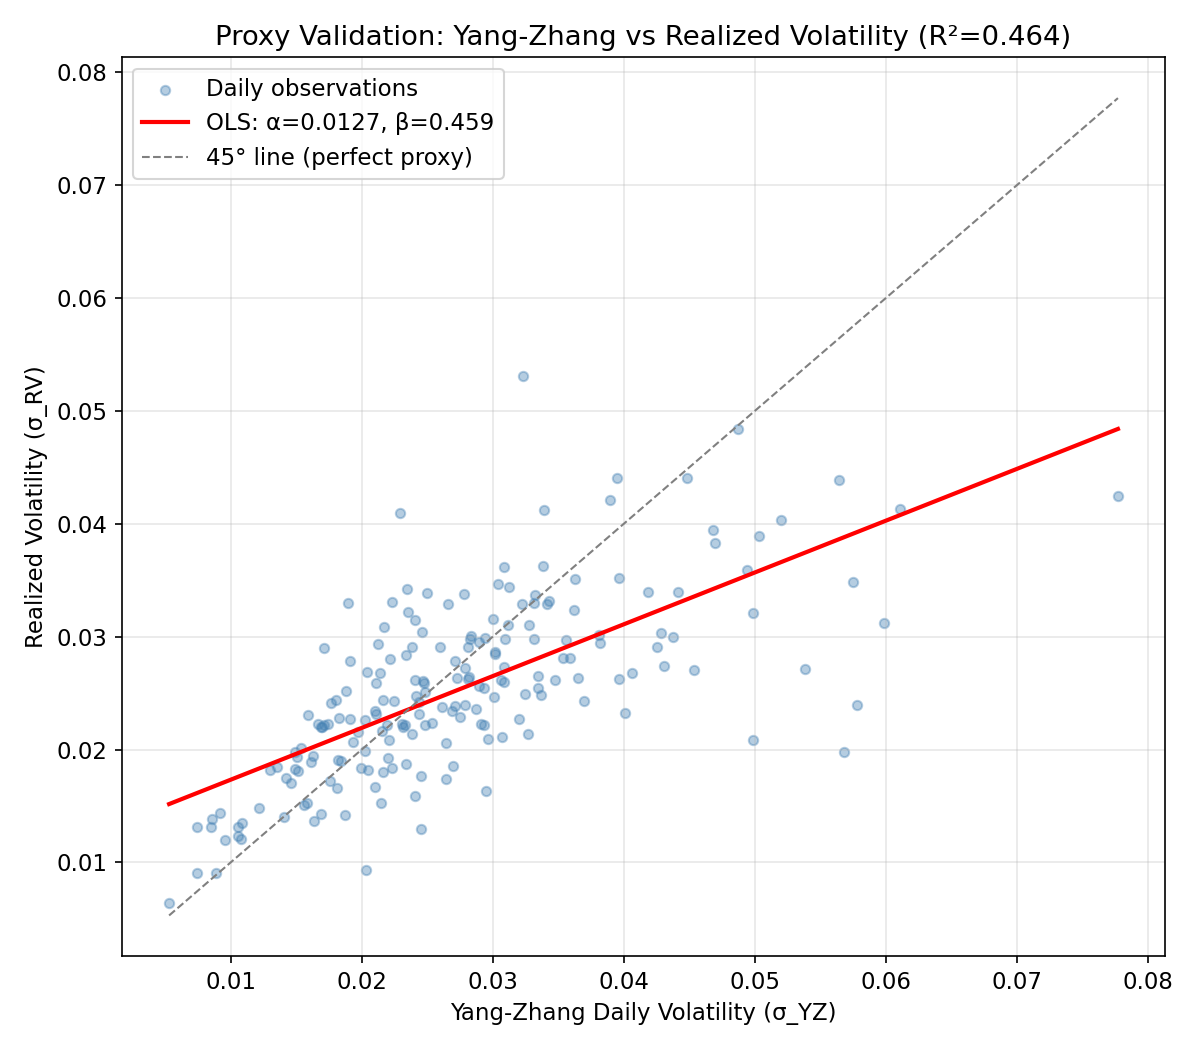 Proxy Validation: Yang-Zhang vs Realized Volatility (R²=0.464)
Daily observations
OLS: α=0.0127, β=0.459
45° line (perfect proxy)
0.08
0.07
0.06
0.05
0.04
0.03
0.02
0.01
Realized Volatility (σ_RV)
0.01 0.02 0.03 0.04 0.05 0.06 0.07 0.08
Yang-Zhang Daily Volatility (σ_YZ)